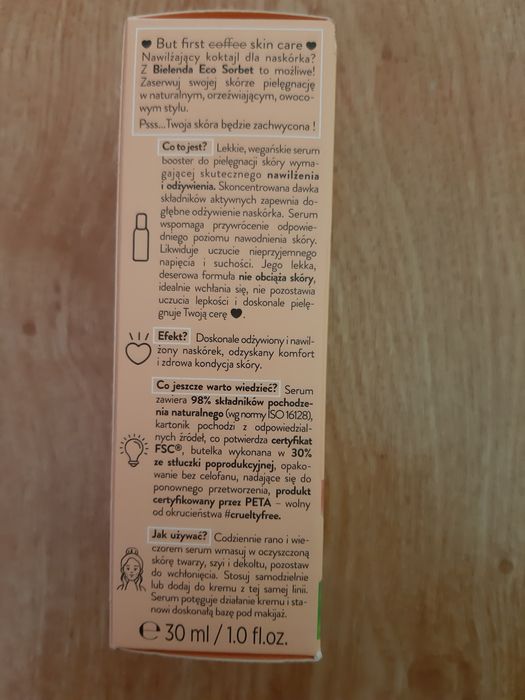 ♥ But first coffee skin care ♥
Nawilżający koktajl dla naskórka?
Z Bielenda Eco Sorbet to możliwe!
Zaserwuj swojej skórze pielęgnację
w naturalnym, orzeźwiającym, owoco-
wym stylu.
Psss...Twoja skóra będzie zachwycona !
Co to jest? Lekkie, wegańskie serum
booster do pielęgnacji skóry wyma-
gającej skutecznego nawilżenia
i odżywienia. Skoncentrowana dawka
składników aktywnych zapewnia do-
głębne odżywienie naskórka. Serum
wspomaga przywrócenie odpowie-
dniego poziomu nawodnienia skóry.
Likwiduje uczucie nieprzyjemnego
napięcia i suchości. Jego lekka,
deserowa formuła nie obciąża skóry,
idealnie wchłania się, nie pozostawia
uczucia lepkości i doskonale pielę-
gnuje Twoją cerę ♥.
Efekt? Doskonale odżywiony i nawil-
żony naskórek, odzyskany komfort
i zdrowa kondycja skóry.
Co jeszcze warto wiedzieć? Serum
zawiera 98% składników pochodze-
nia naturalnego (wg normy ISO 16128),
kartonik pochodzi z odpowiedzial-
nych źródeł, co potwierdza certyfikat
FSC®, butelka wykonana w 30%
ze stłuczki poprodukcyjnej, opako-
wanie bez celofanu, nadające się do
ponownego przetworzenia, produkt
certyfikowany przez PETA – wolny
od okrucieństwa #crueltyfree.
Jak używać? Codziennie rano i wie-
czorem serum wmasuj w oczyszczoną
skórę twarzy, szyi i dekoltu, pozostaw
do wchłonięcia. Stosuj samodzielnie
lub dodaj do kremu z tej samej linii.
Serum potęguje działanie kremu i sta-
nowi doskonałą bazę pod makijaż.
℮ 30 ml / 1.0 fl.oz.